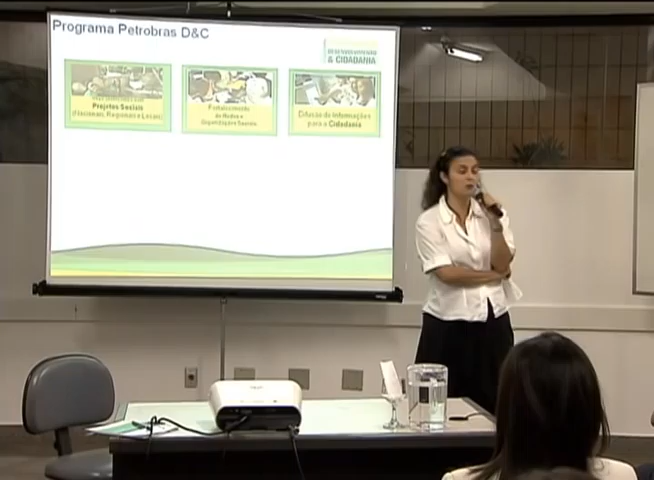 Programa Petrobras D&C
DESENVOLVIMENTO
& CIDADANIA
Projetos Sociais
(Nacionais, Regionais e Locais)
Fortalecimento
de Redes e
Organizações Sociais
Difusão de Informações
para a Cidadania